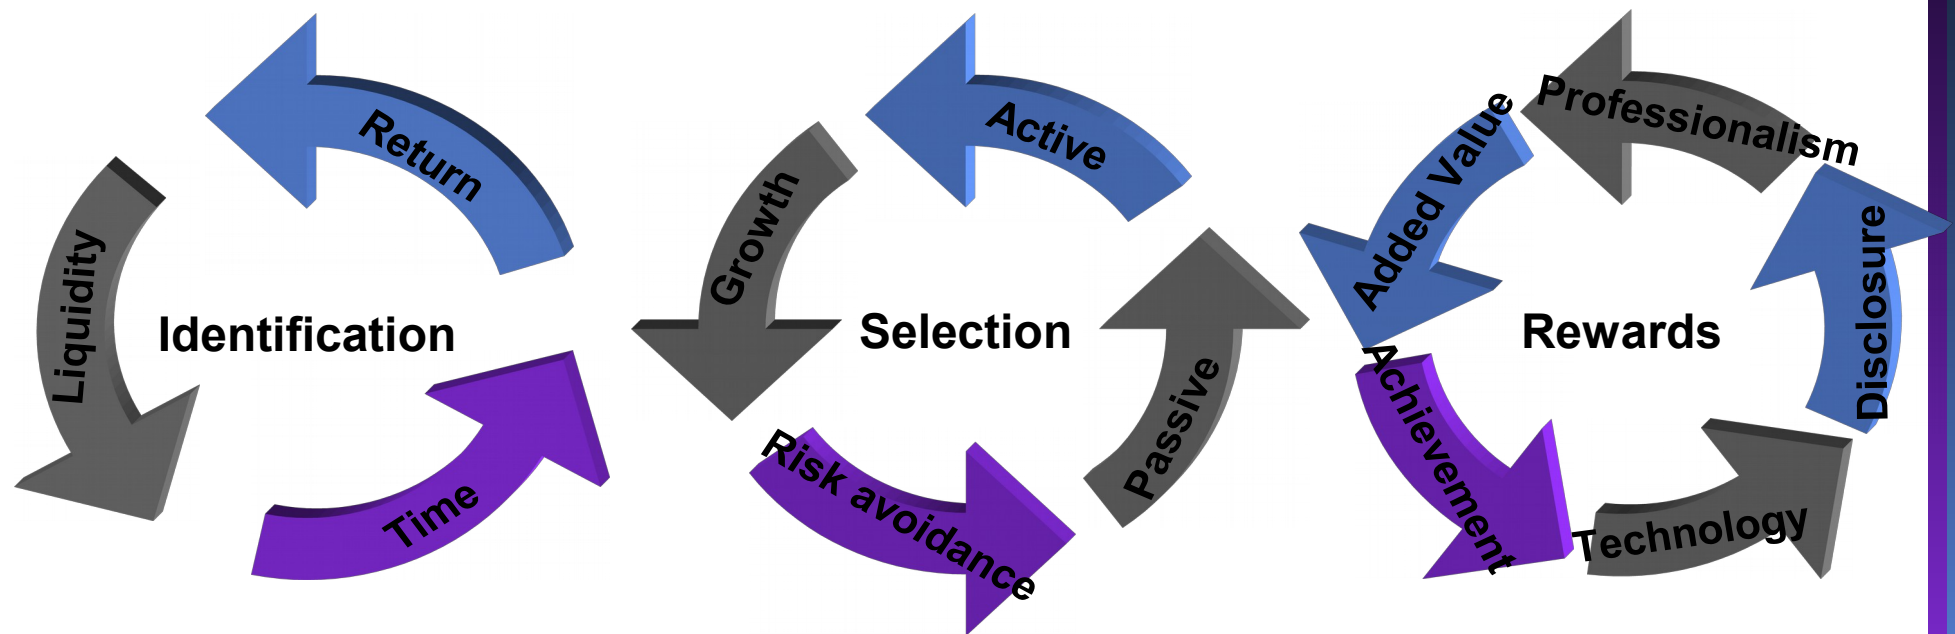 Return
Liquidity
Identification
Time
Active
Growth
Selection
Passive
Risk avoidance
Professionalism
Added Value
Disclosure
Rewards
Achievement
Technology